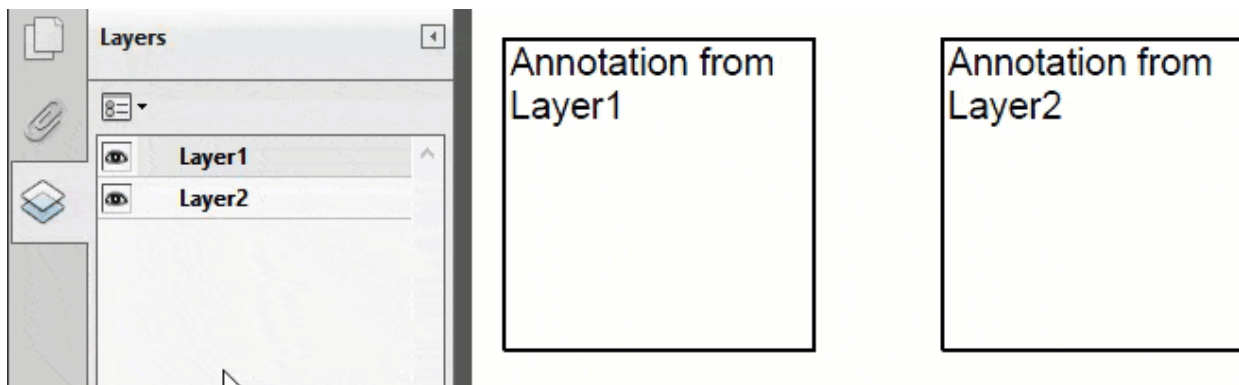 Layers
Layer1
Layer2
Annotation from
Layer1
Annotation from
Layer2